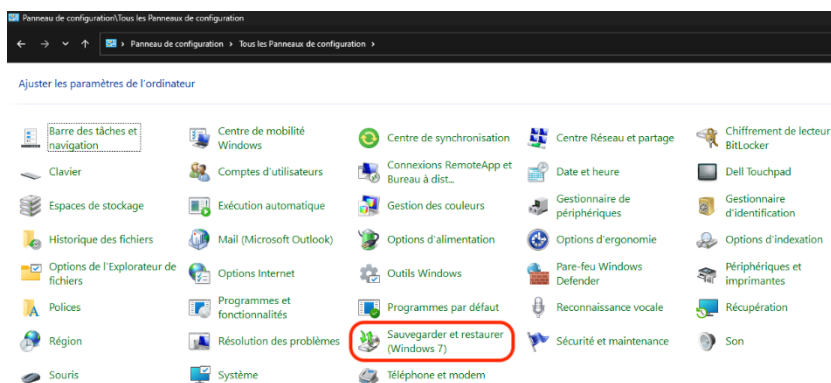 Panneau de configuration\Tous les Panneaux de configuration
Panneau de configuration › Tous les Panneaux de configuration ›
Ajuster les paramètres de l'ordinateur
Barre des tâches et
navigation
Centre de mobilité
Windows
Centre de synchronisation
Centre Réseau et partage
Chiffrement de lecteur
BitLocker
Clavier
Comptes d'utilisateurs
Connexions RemoteApp et
Bureau à dist...
Date et heure
Dell Touchpad
Espaces de stockage
Exécution automatique
Gestion des couleurs
Gestionnaire de
périphériques
Gestionnaire
d'identification
Historique des fichiers
Mail (Microsoft Outlook)
Options d'alimentation
Options d'ergonomie
Options d'indexation
Options de l'Explorateur de
fichiers
Options Internet
Outils Windows
Pare-feu Windows
Defender
Périphériques et
imprimantes
Polices
Programmes et
fonctionnalités
Programmes par défaut
Reconnaissance vocale
Récupération
Région
Résolution des problèmes
Sauvegarder et restaurer
(Windows 7)
Sécurité et maintenance
Son
Souris
Système
Téléphone et modem